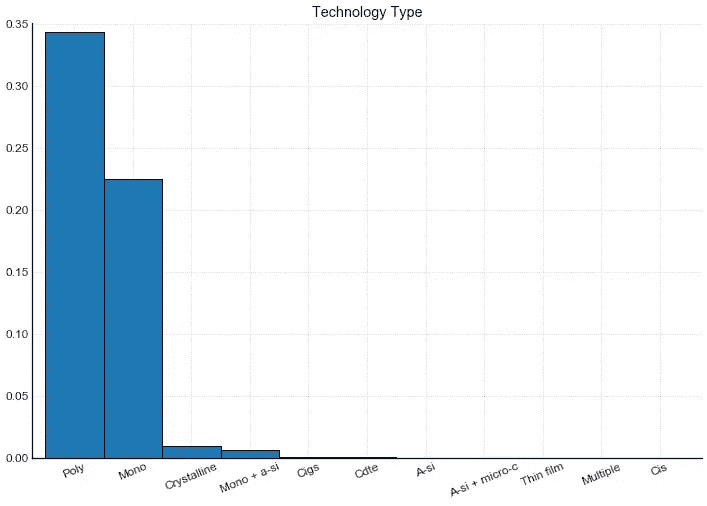 Technology Type
0.35
0.30
0.25
0.20
0.15
0.10
0.05
0.00
Poly
Mono
Crystalline
Mono + a-si
Cigs
Cdte
A-si
A-si + micro-c
Thin film
Multiple
Cis